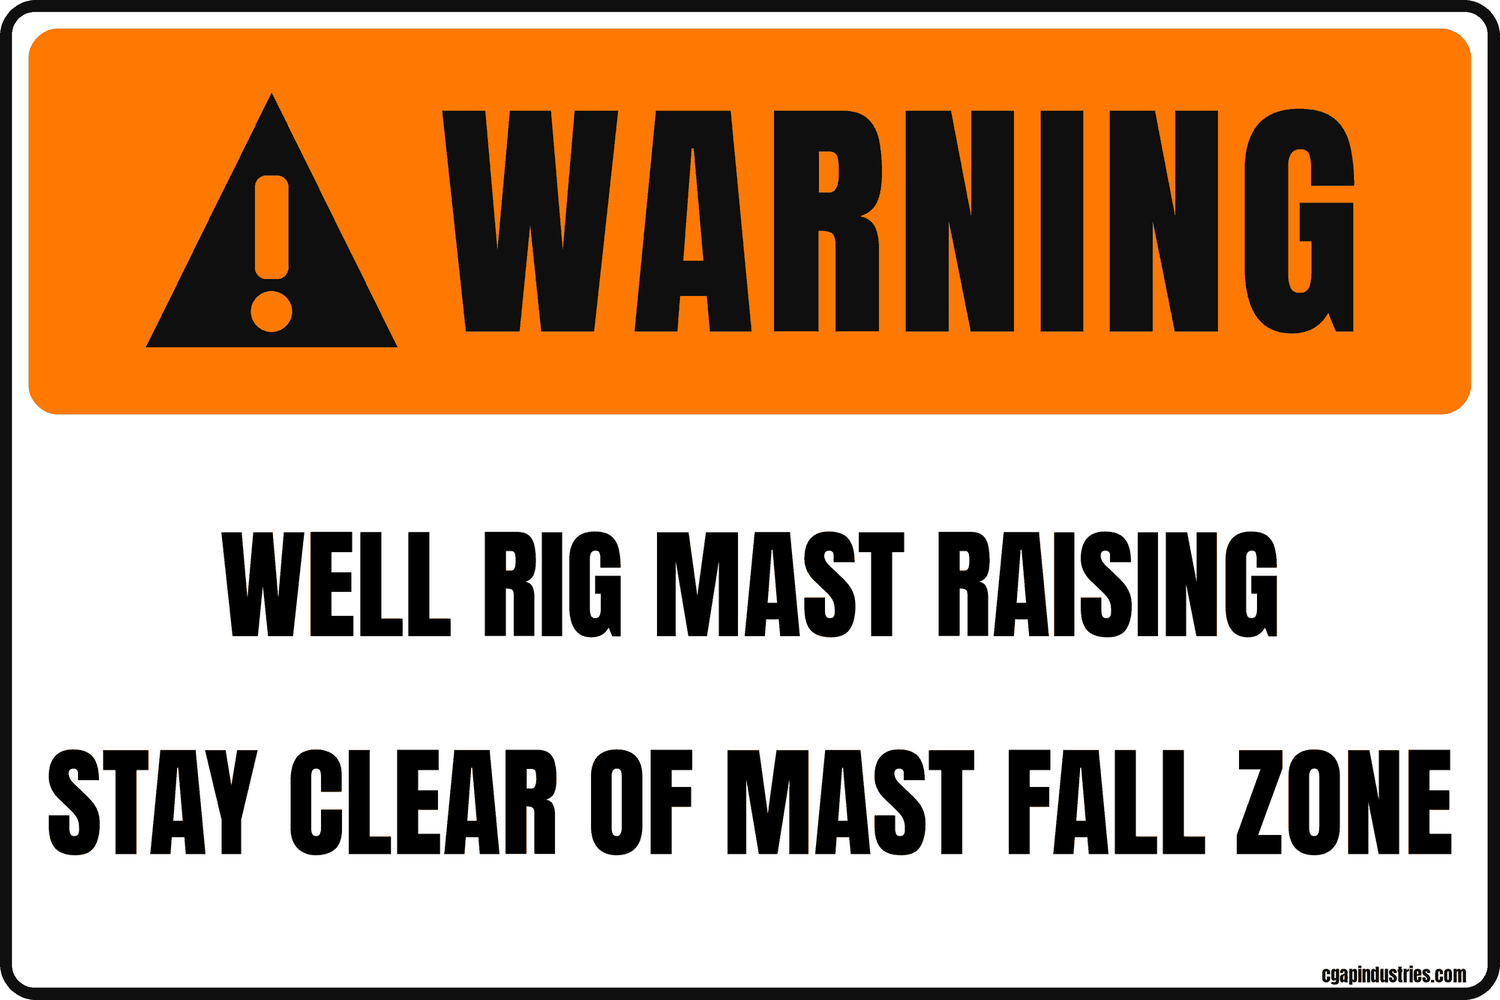 WARNING
WELL RIG MAST RAISING
STAY CLEAR OF MAST FALL ZONE
cgapindustries.com